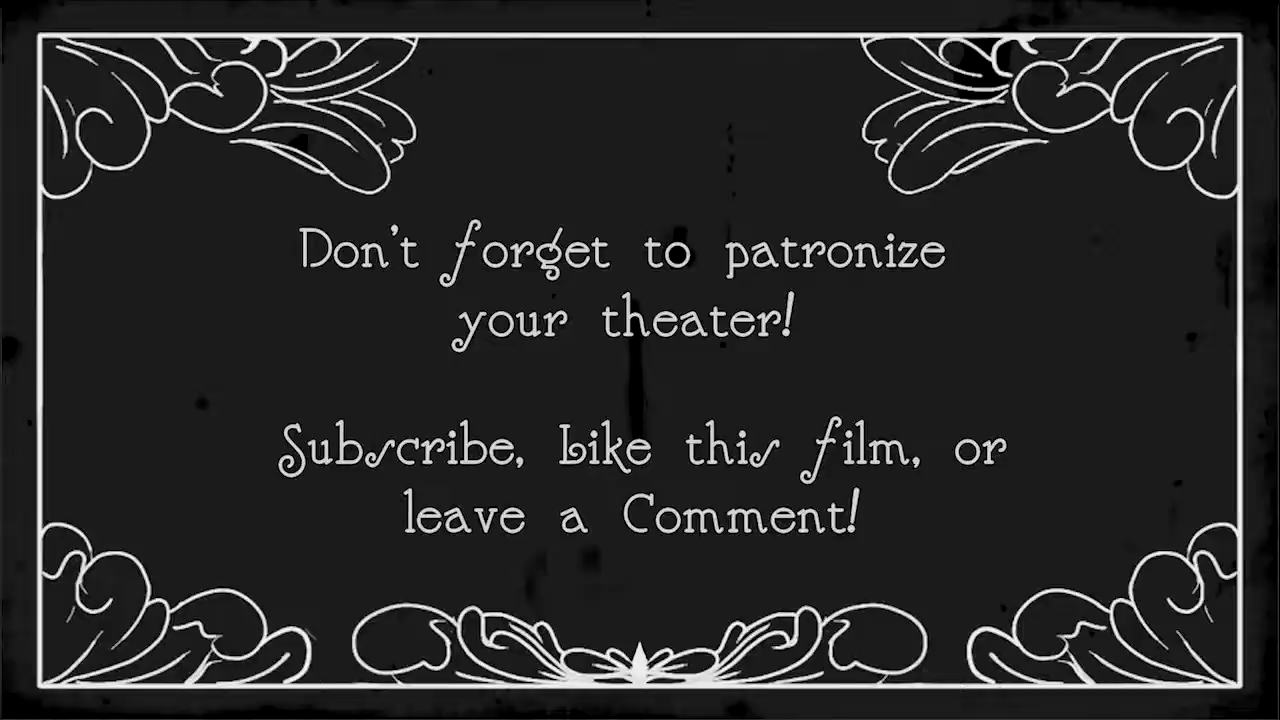 Don't forget to patronize
your theater!
Subscribe, Like this film, or
leave a Comment!